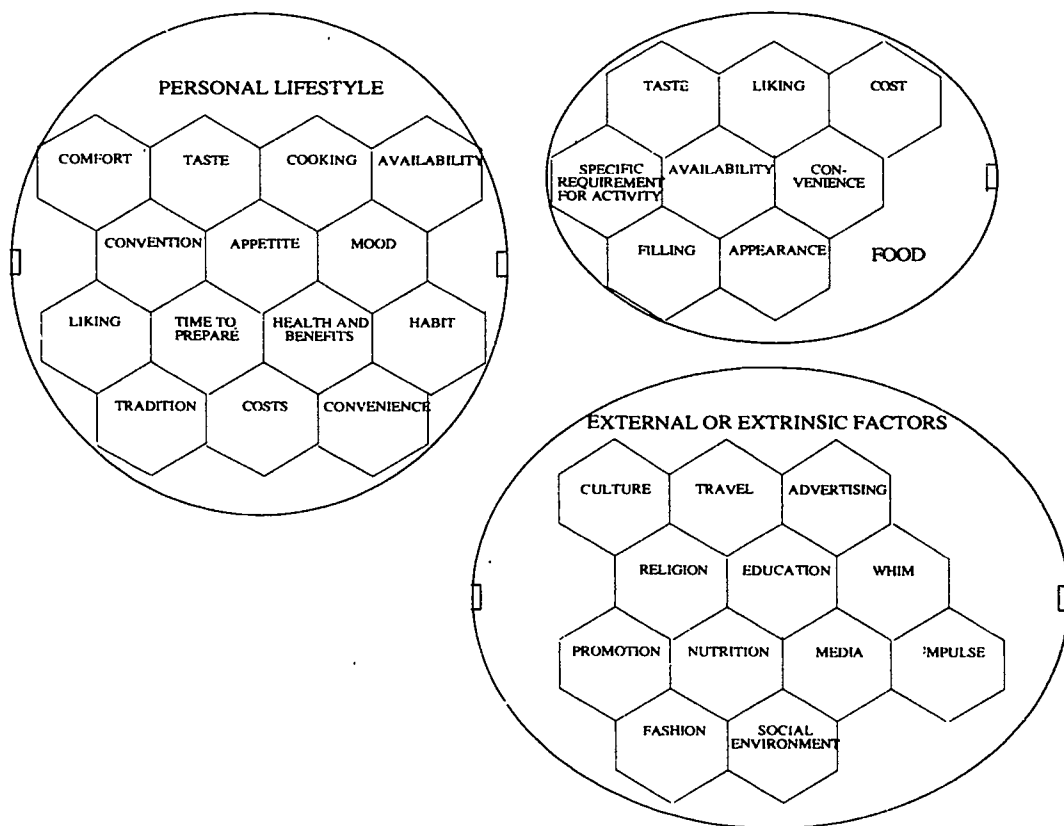 PERSONAL LIFESTYLE
COMFORT
TASTE
COOKING
AVAILABILITY
CONVENTION
APPETITE
MOOD
LIKING
TIME TO
PREPARE
HEALTH AND
BENEFITS
HABIT
TRADITION
COSTS
CONVENIENCE
TASTE
LIKING
COST
SPECIFIC
REQUIREMENT
FOR ACTIVITY
AVAILABILITY
CON-
VENIENCE
FILLING
APPEARANCE
FOOD
EXTERNAL OR EXTRINSIC FACTORS
CULTURE
TRAVEL
ADVERTISING
RELIGION
EDUCATION
WHIM
PROMOTION
NUTRITION
MEDIA
IMPULSE
FASHION
SOCIAL
ENVIRONMENT